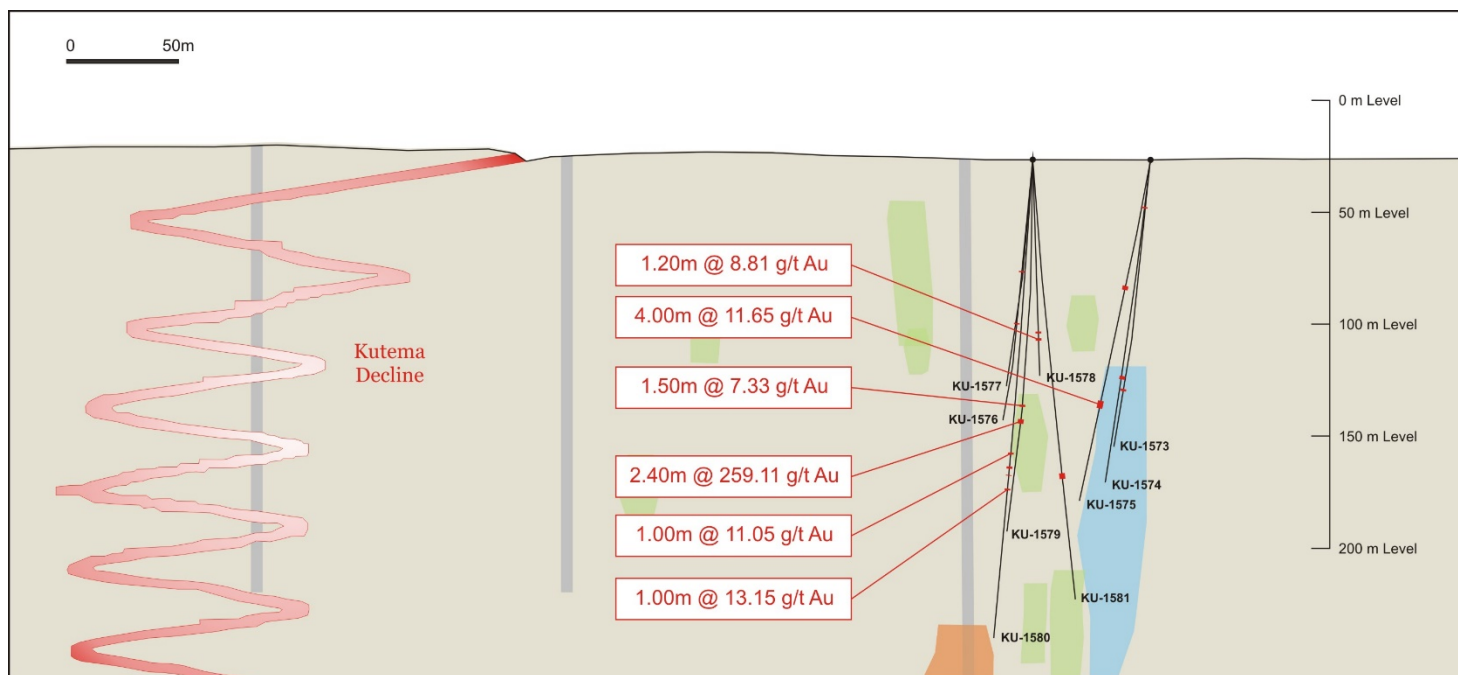 0 50m
0 m Level
50 m Level
1.20m @ 8.81 g/t Au
4.00m @ 11.65 g/t Au
100 m Level
Kutema
Decline
1.50m @ 7.33 g/t Au
KU-1577
KU-1578
KU-1576
150 m Level
KU-1573
2.40m @ 259.11 g/t Au
KU-1574
KU-1575
1.00m @ 11.05 g/t Au
KU-1579
200 m Level
1.00m @ 13.15 g/t Au
KU-1581
KU-1580